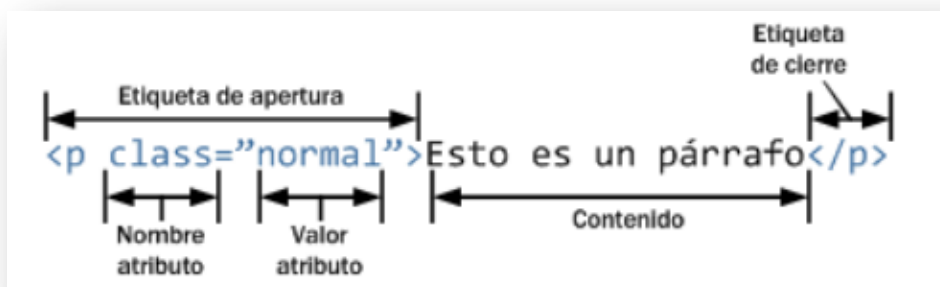 Etiqueta
de cierre
Etiqueta de apertura
<p class=”normal”>Esto es un párrafo</p>
Nombre
atributo
Valor
atributo
Contenido